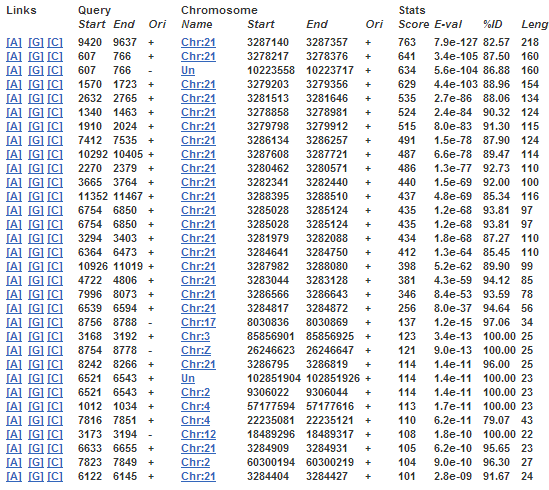 Links Query Chromosome Stats
Start End Ori Name Start End Ori Score E-val %ID Leng
[A] [G] [C] 9420 9637 + Chr:21 3287140 3287357 + 763 7.9e-127 82.57 218
[A] [G] [C] 607 766 + Chr:21 3278217 3278376 + 641 3.4e-105 87.50 160
[A] [G] [C] 607 766 - Un 10223558 10223717 + 634 5.6e-104 86.88 160
[A] [G] [C] 1570 1723 + Chr:21 3279203 3279356 + 629 4.4e-103 88.96 154
[A] [G] [C] 2632 2765 + Chr:21 3281513 3281646 + 535 2.7e-86 88.06 134
[A] [G] [C] 1340 1463 + Chr:21 3278858 3278981 + 524 2.4e-84 90.32 124
[A] [G] [C] 1910 2024 + Chr:21 3279798 3279912 + 515 8.0e-83 91.30 115
[A] [G] [C] 7412 7535 + Chr:21 3286134 3286257 + 491 1.5e-78 87.90 124
[A] [G] [C] 10292 10405 + Chr:21 3287608 3287721 + 487 6.6e-78 89.47 114
[A] [G] [C] 2270 2379 + Chr:21 3280462 3280571 + 486 1.3e-77 92.73 110
[A] [G] [C] 3665 3764 + Chr:21 3282341 3282440 + 440 1.5e-69 92.00 100
[A] [G] [C] 11352 11467 + Chr:21 3288395 3288510 + 437 4.8e-69 85.34 116
[A] [G] [C] 6754 6850 + Chr:21 3285028 3285124 + 435 1.2e-68 93.81 97
[A] [G] [C] 6754 6850 + Chr:21 3285028 3285124 + 435 1.2e-68 93.81 97
[A] [G] [C] 3294 3403 + Chr:21 3281979 3282088 + 434 1.8e-68 87.27 110
[A] [G] [C] 6364 6473 + Chr:21 3284641 3284750 + 412 1.3e-64 85.45 110
[A] [G] [C] 10926 11019 + Chr:21 3287982 3288080 + 398 5.2e-62 89.90 99
[A] [G] [C] 4722 4806 + Chr:21 3283044 3283128 + 381 4.3e-59 94.12 85
[A] [G] [C] 7996 8073 + Chr:21 3286566 3286643 + 346 8.4e-53 93.59 78
[A] [G] [C] 6539 6594 + Chr:21 3284817 3284872 + 256 8.0e-37 94.64 56
[A] [G] [C] 8756 8788 - Chr:17 8030836 8030869 + 137 1.2e-15 97.06 34
[A] [G] [C] 3168 3192 + Chr:3 85856901 85856925 + 123 3.4e-13 100.00 25
[A] [G] [C] 8754 8778 - Chr:Z 26246623 26246647 + 121 9.0e-13 100.00 25
[A] [G] [C] 8242 8266 + Chr:21 3286795 3286819 + 114 1.4e-11 96.00 25
[A] [G] [C] 6521 6543 + Un 102851904 102851926 + 114 1.4e-11 100.00 23
[A] [G] [C] 6521 6543 + Chr:2 9306022 9306044 + 114 1.4e-11 100.00 23
[A] [G] [C] 1012 1034 + Chr:4 57177594 57177616 + 113 1.7e-11 100.00 23
[A] [G] [C] 7816 7851 + Chr:4 22235081 22235121 + 110 6.2e-11 79.07 43
[A] [G] [C] 3173 3194 - Chr:12 18489296 18489317 + 108 1.8e-10 100.00 22
[A] [G] [C] 6633 6655 + Chr:21 3284909 3284931 + 105 6.2e-10 95.65 23
[A] [G] [C] 7823 7849 + Chr:2 60300194 60300219 + 104 9.0e-10 96.30 27
[A] [G] [C] 6122 6145 + Chr:21 3284404 3284427 + 101 2.8e-09 91.67 24